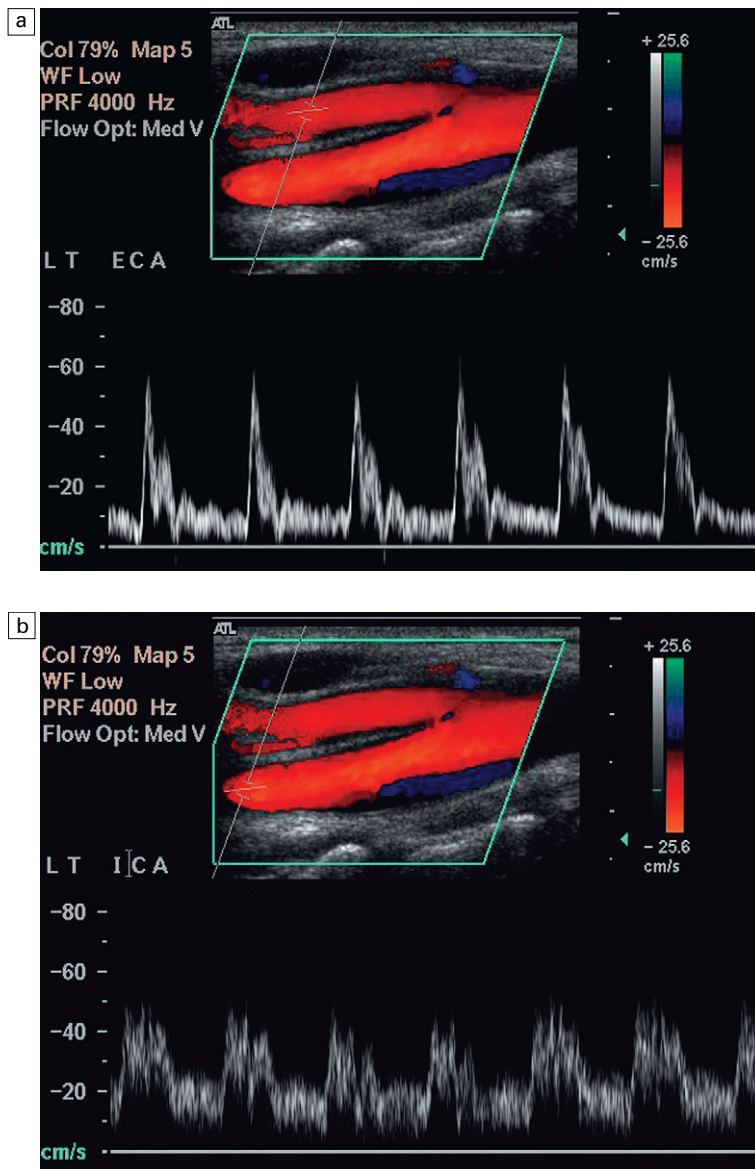 a
ATL
Col 79% Map 5
WF Low
PRF 4000 Hz
Flow Opt: Med V
+ 25.6
− 25.6
cm/s
LT ECA
−80
−60
−40
−20
cm/s
b
ATL
Col 79% Map 5
WF Low
PRF 4000 Hz
Flow Opt: Med V
+ 25.6
− 25.6
cm/s
LT ICA
−80
−60
−40
−20
cm/s